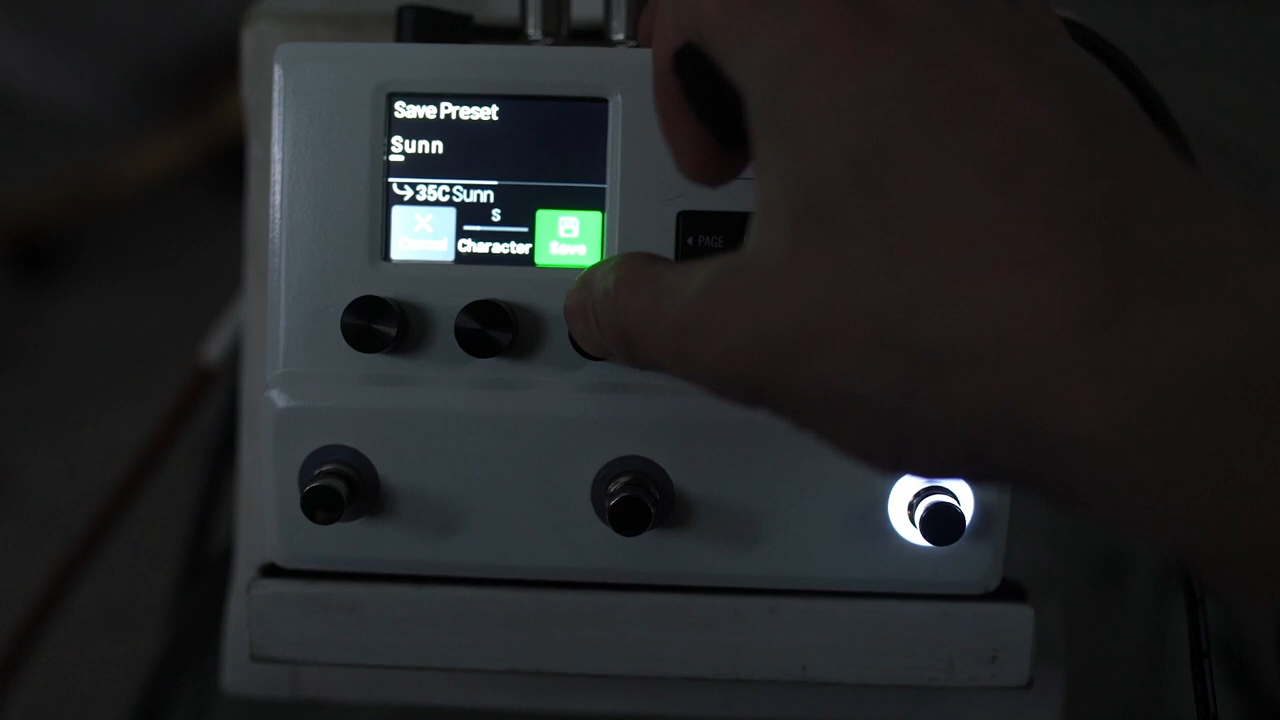 Save Preset
Sunn
35C Sunn
S
Cancel Character Save
PAGE